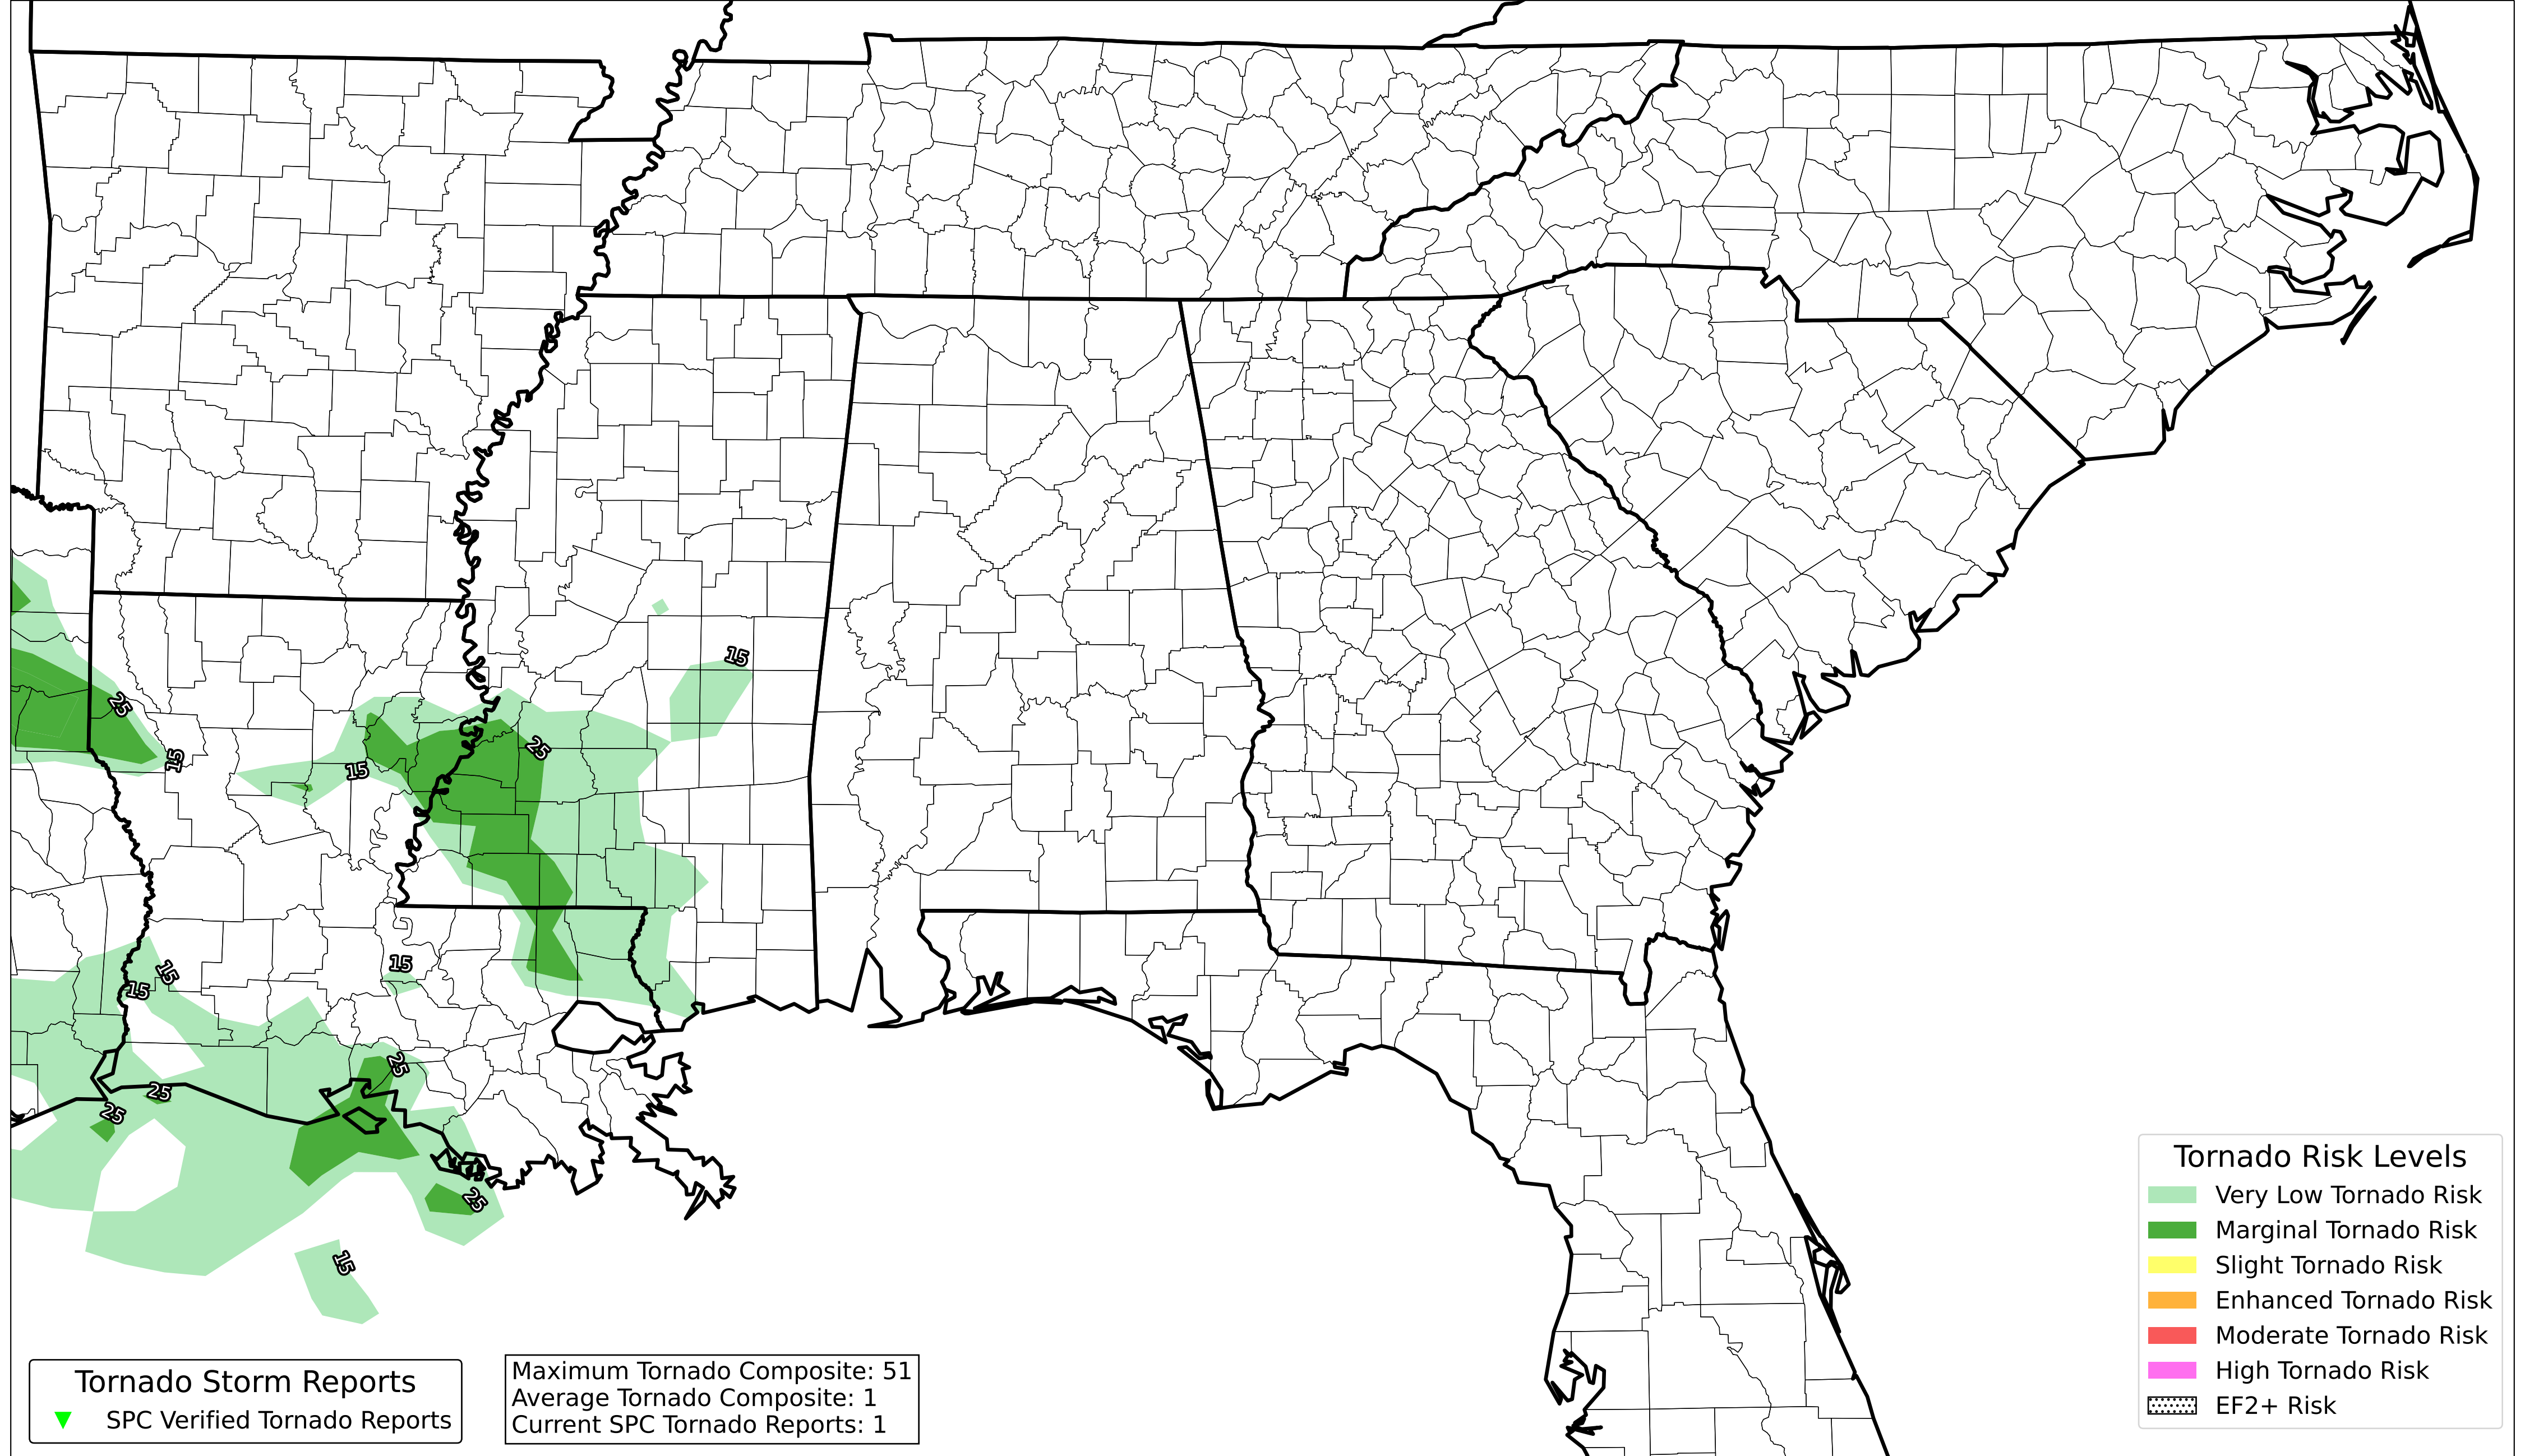 15
25
25
15
15
15
15
15
25
25
25
25
15
Tornado Risk Levels
Very Low Tornado Risk
Marginal Tornado Risk
Slight Tornado Risk
Enhanced Tornado Risk
Moderate Tornado Risk
High Tornado Risk
EF2+ Risk
Tornado Storm Reports
SPC Verified Tornado Reports
Maximum Tornado Composite: 51
Average Tornado Composite: 1
Current SPC Tornado Reports: 1